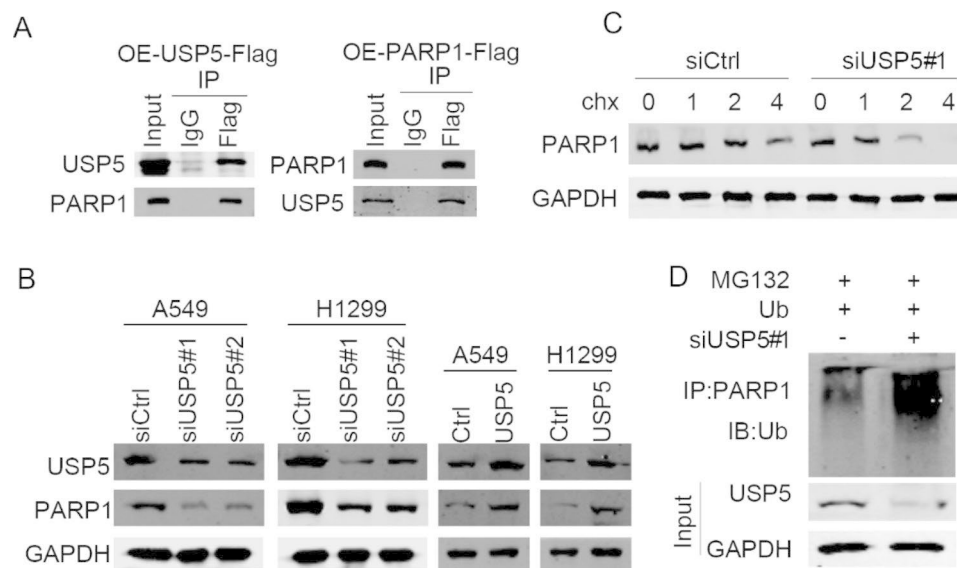 A
OE-USP5-Flag
IP
Input IgG Flag
USP5
PARP1
OE-PARP1-Flag
IP
Input IgG Flag
PARP1
USP5
C
siCtrl siUSP5#1
chx 0 1 2 4 0 1 2 4
PARP1
GAPDH
B
A549 H1299
siCtrl siUSP5#1 siUSP5#2 siCtrl siUSP5#1 siUSP5#2
A549 H1299
Ctrl USP5 Ctrl USP5
USP5
PARP1
GAPDH
D
MG132 + +
Ub + +
siUSP5#1 - +
IP:PARP1
IB:Ub
Input
USP5
GAPDH